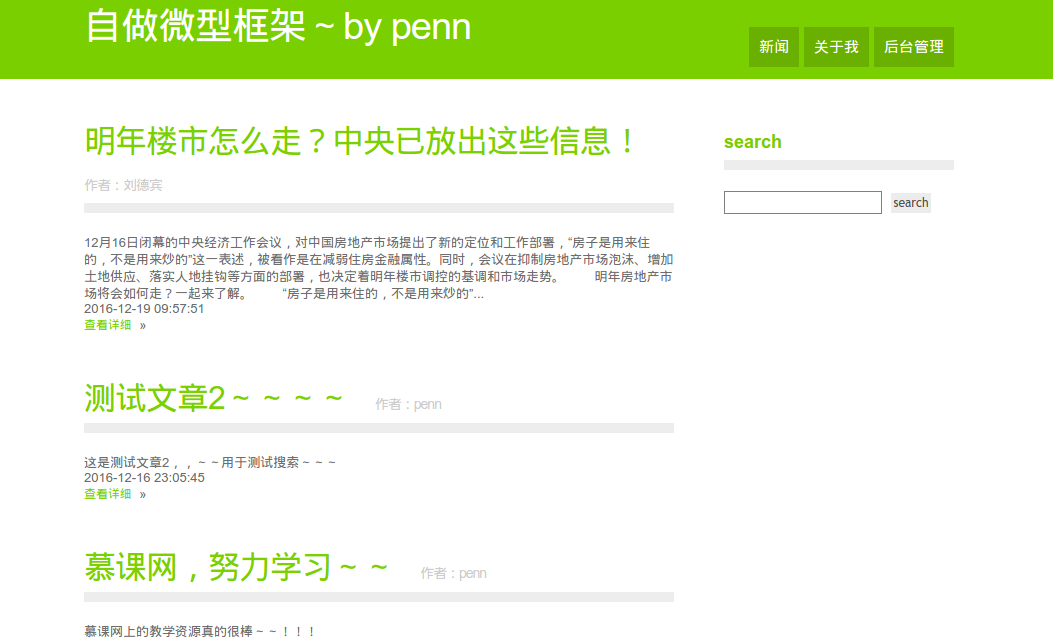 自做微型框架～by penn
新闻 关于我 后台管理
明年楼市怎么走？中央已放出这些信息！
作者：刘德宾
12月16日闭幕的中央经济工作会议，对中国房地产市场提出了新的定位和工作部署，“房子是用来住
的，不是用来炒的”这一表述，被看作是在减弱住房金融属性。同时，会议在抑制房地产市场泡沫、增加
土地供应、落实人地挂钩等方面的部署，也决定着明年楼市调控的基调和市场走势。 明年房地产市
场将会如何走？一起来了解。 “房子是用来住的，不是用来炒的”...
2016-12-19 09:57:51
查看详细 »
测试文章2～～～～ 作者：penn
这是测试文章2，，～～用于测试搜索～～～
2016-12-16 23:05:45
查看详细 »
慕课网，努力学习～～ 作者：penn
慕课网上的教学资源真的很棒～～！！！
search
search